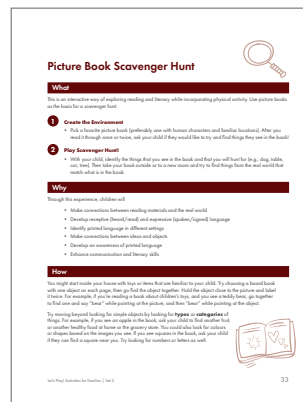 Picture Book Scavenger Hunt
What
This is an interactive way of exploring reading and literacy while incorporating physical activity. Use picture books
as the basis for a scavenger hunt.
1 Create the Environment
• Pick a favorite picture book (preferably one with human characters and familiar locations). After you
read it through once or twice, ask your child if they would like to try and find things they see in the book!
2 Play Scavenger Hunt!
• With your child, identify the things that you see in the book and that you will hunt for (e.g., dog, table,
car, tree). Then take your book outside or to a new room and try to find things from the real world that
match what is in the book.
Why
Through this experience, children will
• Make connections between reading materials and the real world
• Develop receptive (heard/read) and expressive (spoken/signed) language
• Identify printed language in different settings
• Make connections between ideas and objects
• Develop an awareness of printed language
• Enhance communication and literacy skills
How
You might start inside your house with toys or items that are familiar to your child. Try choosing a board book
with one object on each page, then go find the object together. Hold the object close to the picture and label
it twice. For example, if you're reading a book about children's toys, and you see a teddy bear, go together
to find one and say "bear" while pointing at the picture, and then "bear" while pointing at the object.
Try moving beyond looking for simple objects by looking for types or categories of
things. For example, if you see an apple in the book, ask your child to find another fruit,
or another healthy food at home or the grocery store. You could also look for colours
or shapes based on the images you see. If you see squares in the book, ask your child
if they can find a square near you. Try looking for numbers or letters as well.
Let's Play! Activities for Families | Set 2
33